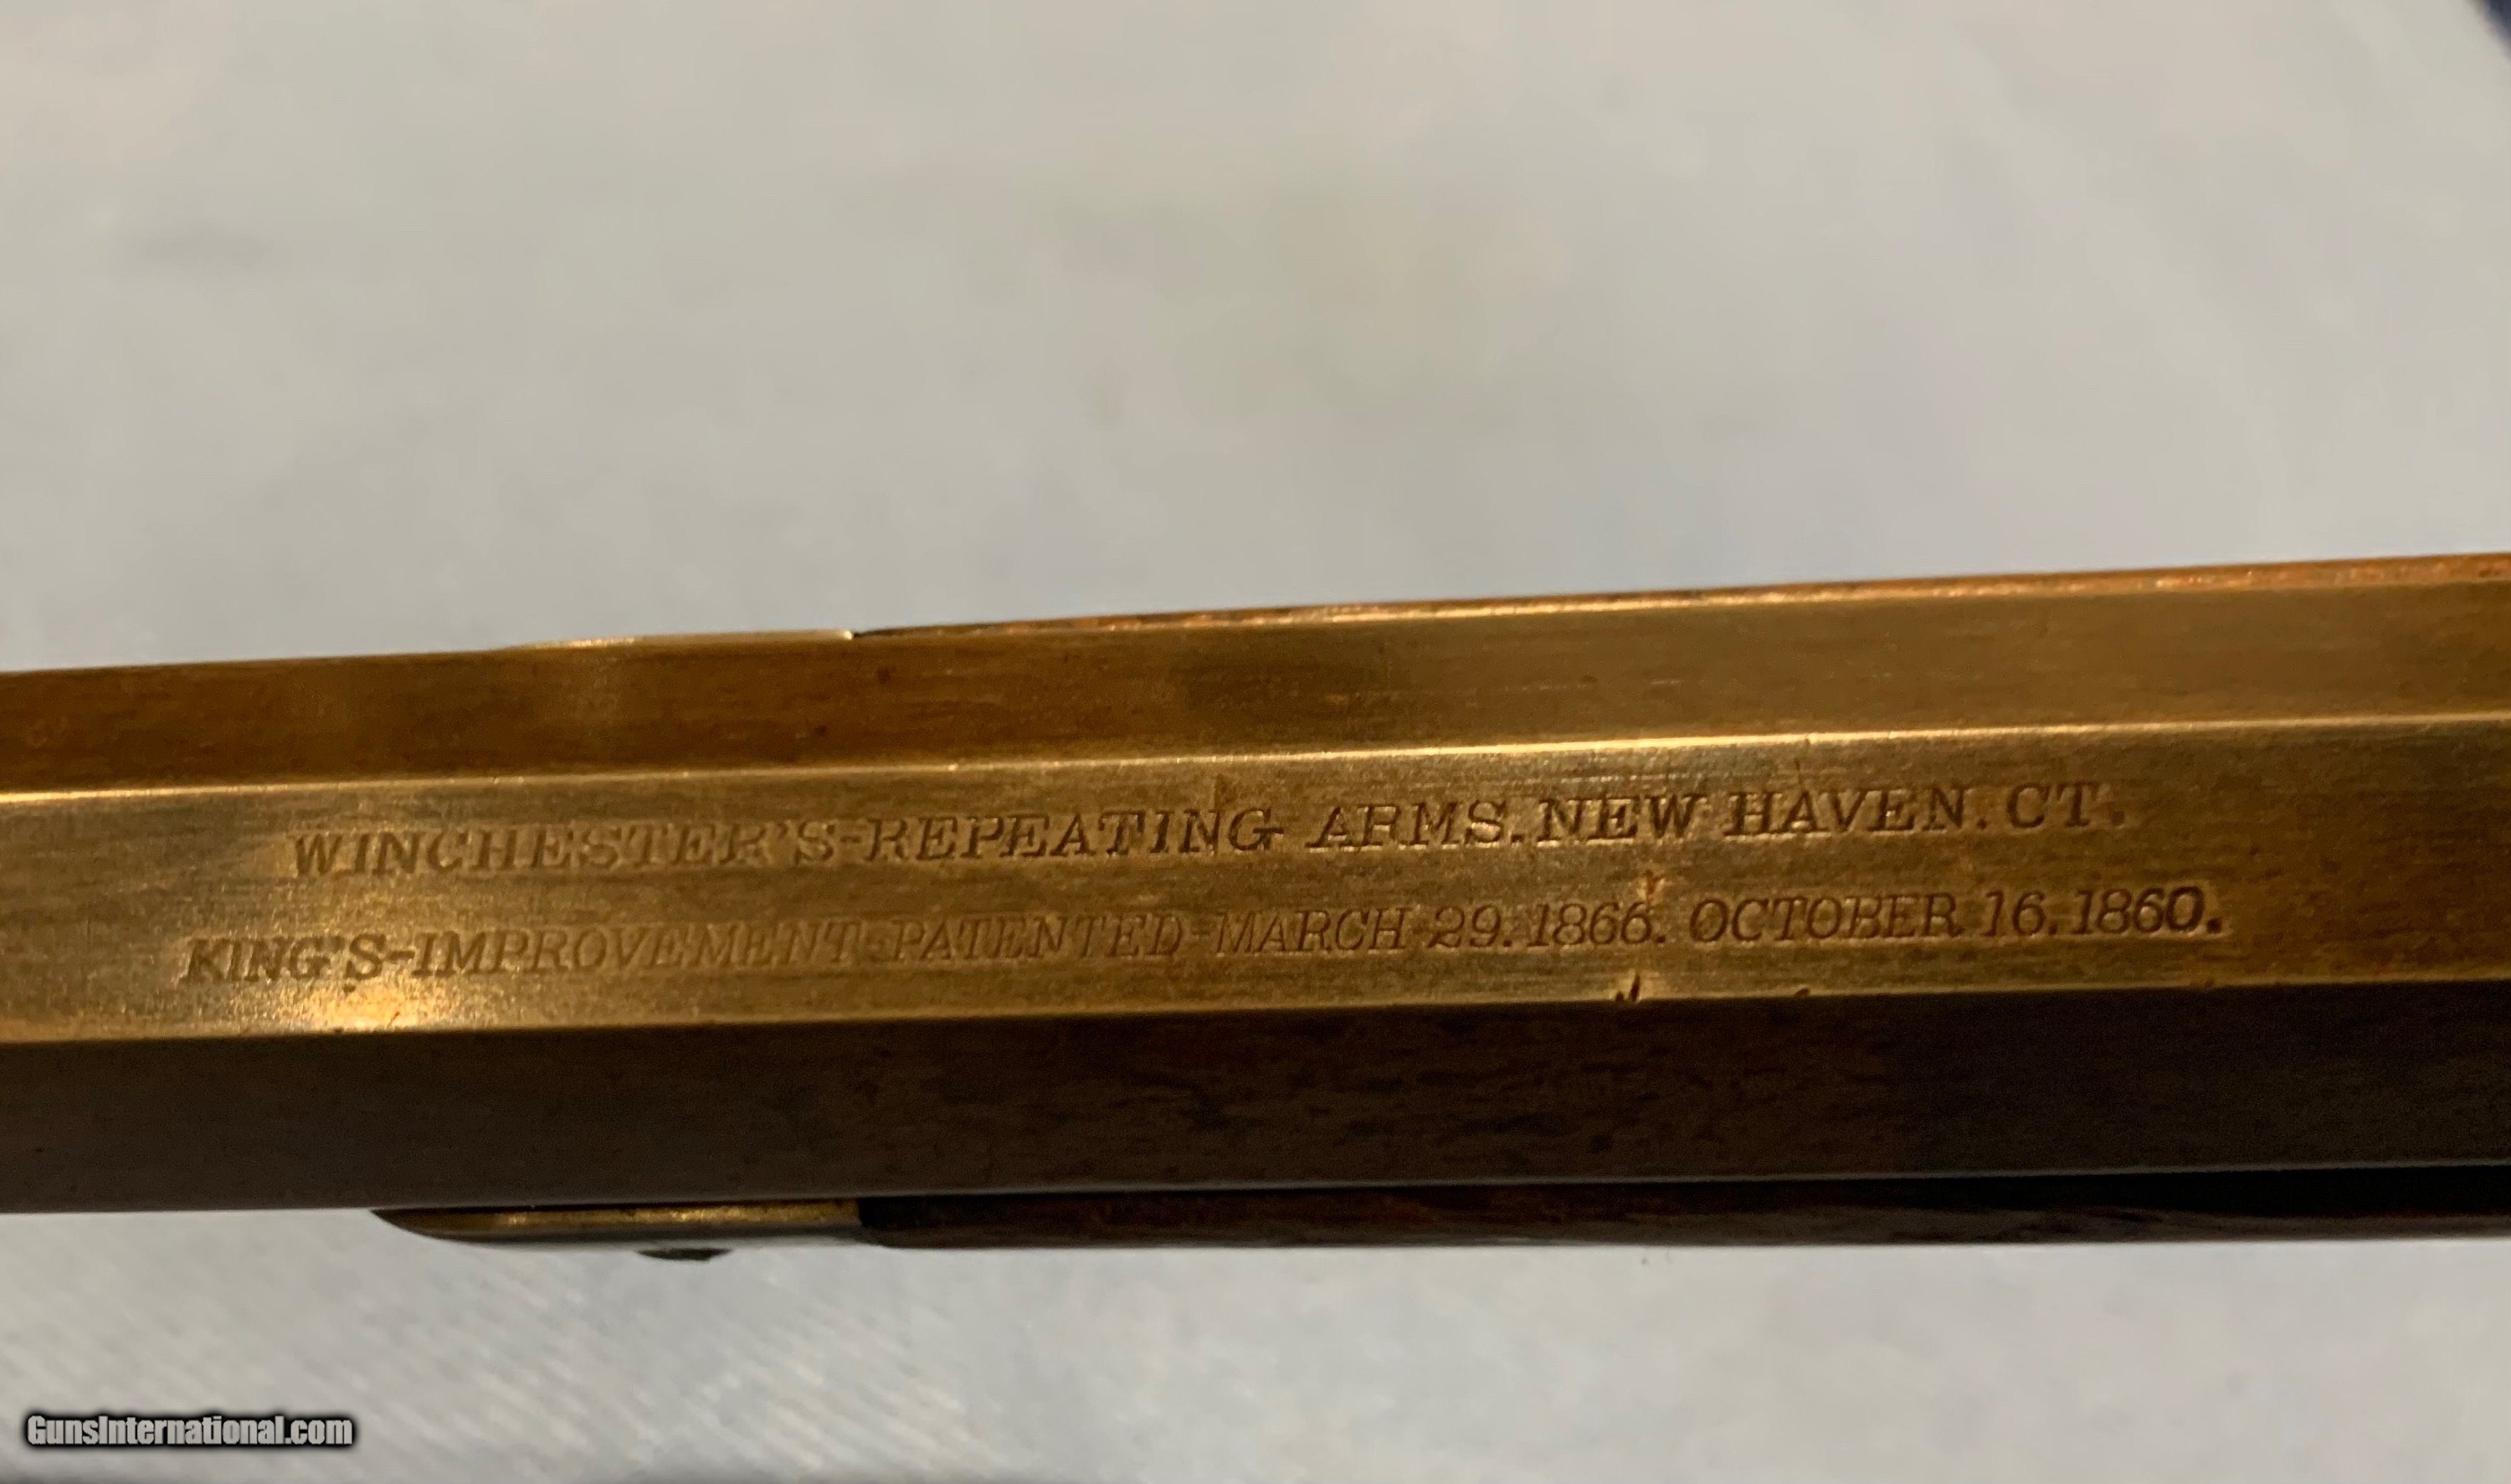 WINCHESTER'S-REPEATING ARMS. NEW HAVEN. CT.
KING'S-IMPROVEMENT-PATENTED-MARCH 29. 1866. OCTOBER 16. 1860.
GunsInternational.com